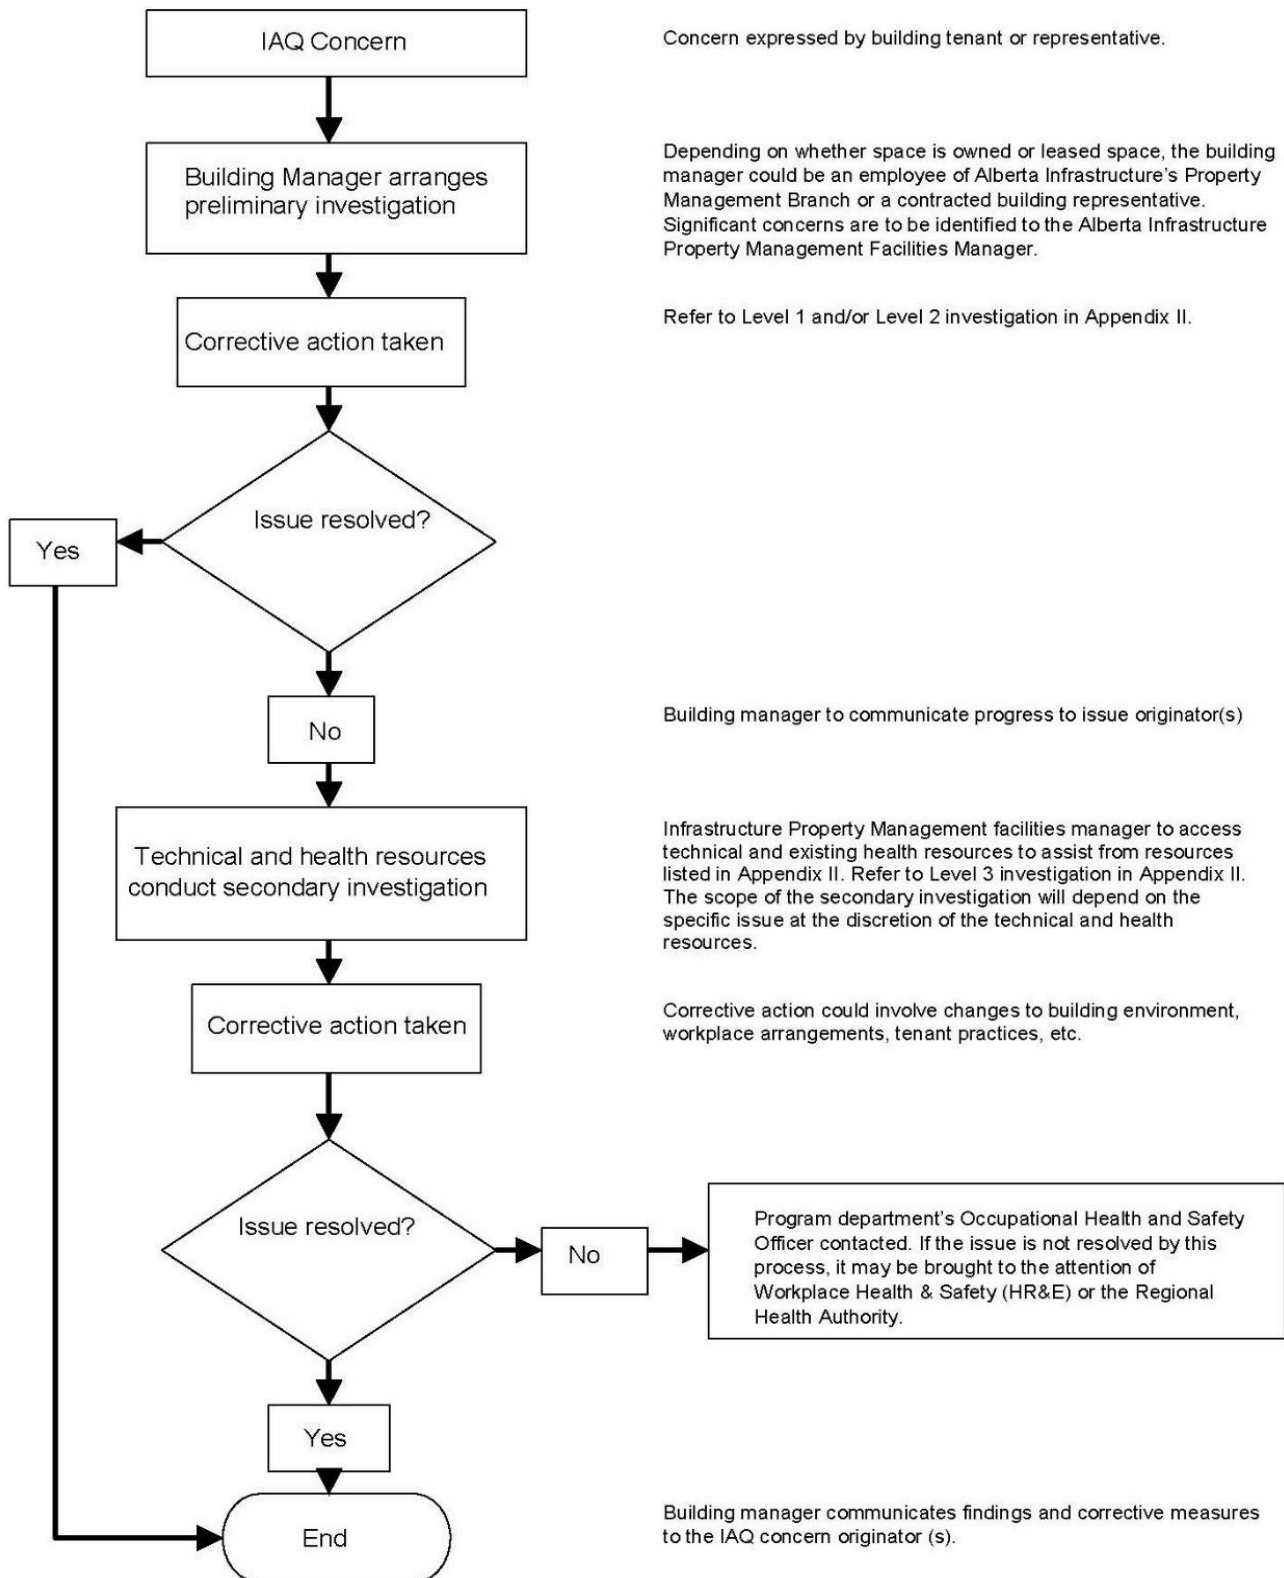 IAQ Concern
Concern expressed by building tenant or representative.
Building Manager arranges
preliminary investigation
Depending on whether space is owned or leased space, the building
manager could be an employee of Alberta Infrastructure's Property
Management Branch or a contracted building representative.
Significant concerns are to be identified to the Alberta Infrastructure
Property Management Facilities Manager.
Corrective action taken
Refer to Level 1 and/or Level 2 investigation in Appendix II.
Issue resolved?
Yes
No
Building manager to communicate progress to issue originator(s)
Technical and health resources
conduct secondary investigation
Infrastructure Property Management facilities manager to access
technical and existing health resources to assist from resources
listed in Appendix II. Refer to Level 3 investigation in Appendix II.
The scope of the secondary investigation will depend on the
specific issue at the discretion of the technical and health
resources.
Corrective action taken
Corrective action could involve changes to building environment,
workplace arrangements, tenant practices, etc.
Issue resolved?
No
Program department's Occupational Health and Safety
Officer contacted. If the issue is not resolved by this
process, it may be brought to the attention of
Workplace Health & Safety (HR&E) or the Regional
Health Authority.
Yes
End
Building manager communicates findings and corrective measures
to the IAQ concern originator (s).